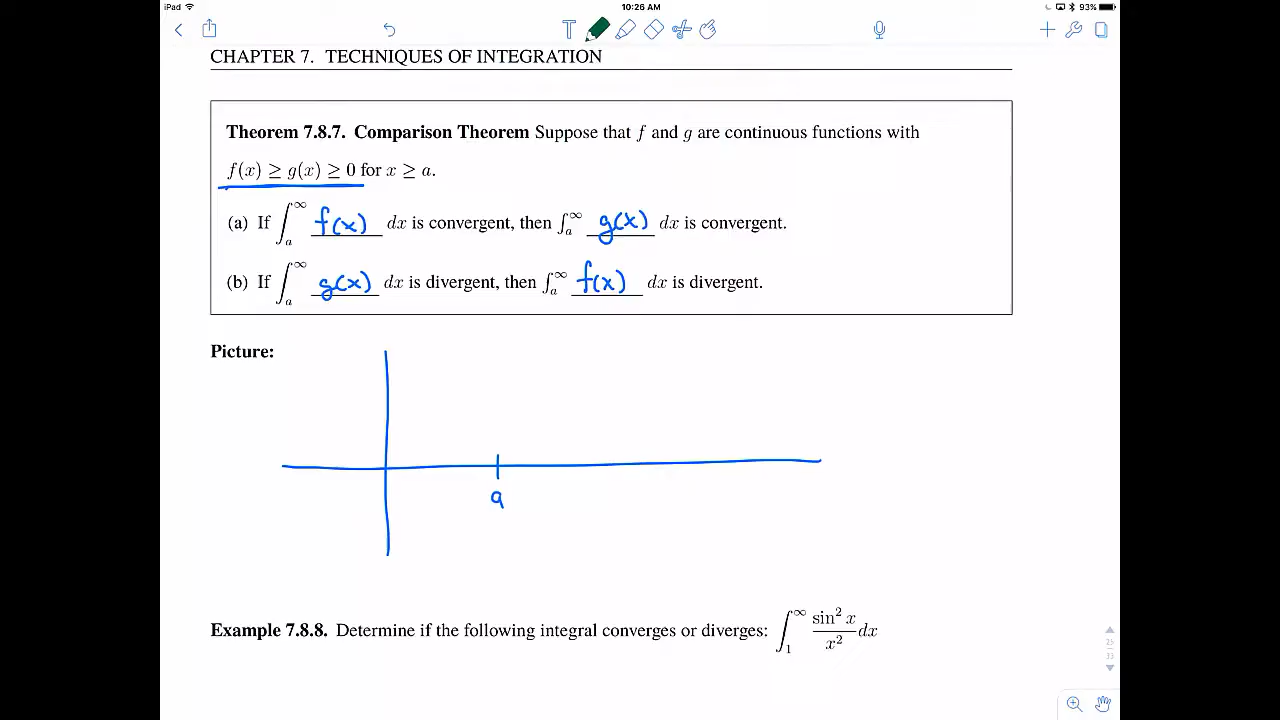 iPad 10:26 AM 93%
CHAPTER 7. TECHNIQUES OF INTEGRATION
Theorem 7.8.7. Comparison Theorem Suppose that f and g are continuous functions with
f(x) ≥ g(x) ≥ 0 for x ≥ a.
(a) If ∫_a^∞ f(x) dx is convergent, then ∫_a^∞ g(x) dx is convergent.
(b) If ∫_a^∞ g(x) dx is divergent, then ∫_a^∞ f(x) dx is divergent.
Picture:
a
Example 7.8.8. Determine if the following integral converges or diverges: ∫_1^∞ sin² x / x² dx
25
33